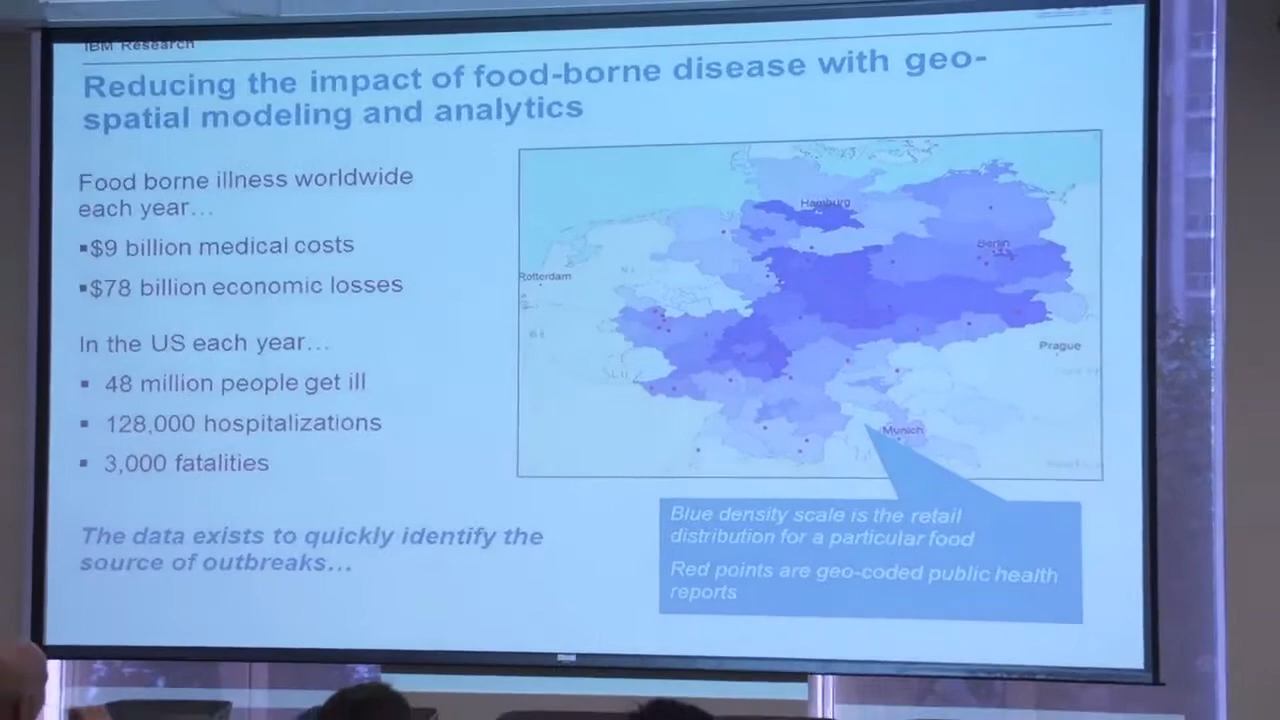 IBM Research
Reducing the impact of food-borne disease with geo-
spatial modeling and analytics
Food borne illness worldwide
each year…
▪$9 billion medical costs
▪$78 billion economic losses
In the US each year…
▪ 48 million people get ill
▪ 128,000 hospitalizations
▪ 3,000 fatalities
The data exists to quickly identify the
source of outbreaks…
Hamburg
Berlin
Rotterdam
Prague
Munich
Blue density scale is the retail
distribution for a particular food
Red points are geo-coded public health
reports